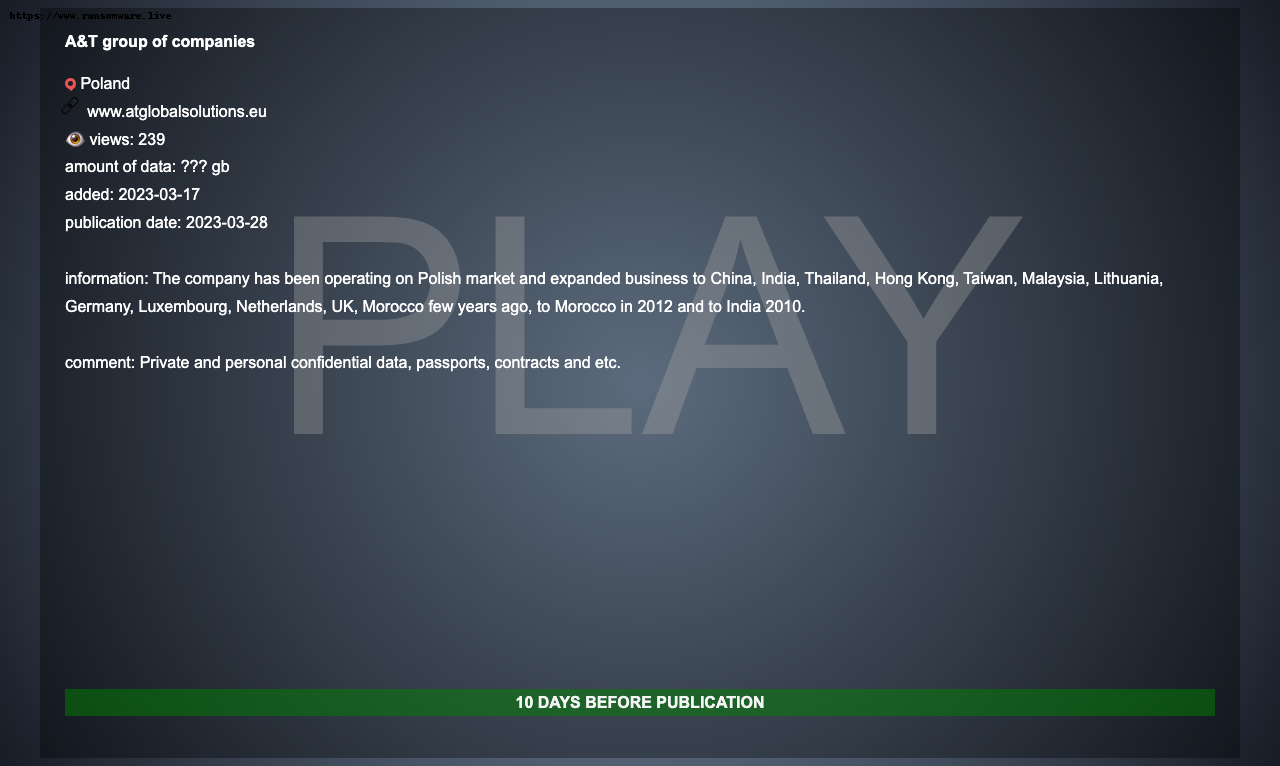 https://www.ransomware.live
A&T group of companies
Poland
www.atglobalsolutions.eu
views: 239
amount of data: ??? gb
added: 2023-03-17
publication date: 2023-03-28
PLAY
information: The company has been operating on Polish market and expanded business to China, India, Thailand, Hong Kong, Taiwan, Malaysia, Lithuania,
Germany, Luxembourg, Netherlands, UK, Morocco few years ago, to Morocco in 2012 and to India 2010.
comment: Private and personal confidential data, passports, contracts and etc.
10 DAYS BEFORE PUBLICATION